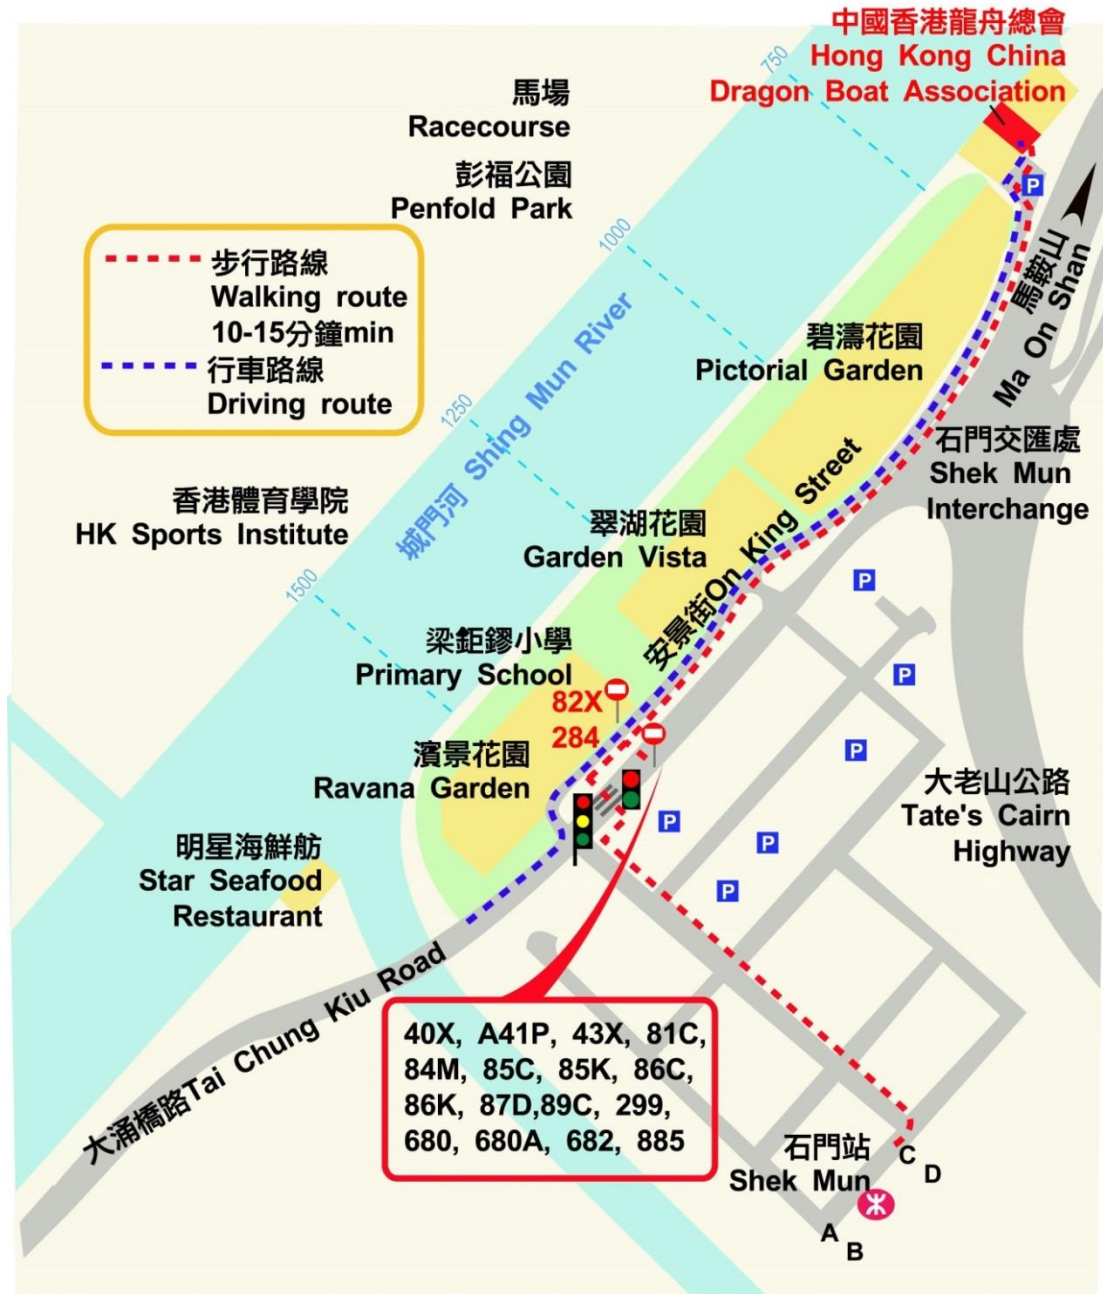 中國香港龍舟總會
Hong Kong China
Dragon Boat Association
750
馬場
Racecourse
彭福公園
Penfold Park
1000
步行路線
Walking route
10-15分鐘min
行車路線
Driving route
P
馬鞍山
Ma On Shan
城門河 Shing Mun River
碧濤花園
Pictorial Garden
1250
石門交匯處
Shek Mun
Interchange
香港體育學院
HK Sports Institute
翠湖花園
Garden Vista
安景街On King Street
1500
P
梁鉅鏐小學
Primary School
82X
284
P
P
濱景花園
Ravana Garden
大老山公路
Tate's Cairn
Highway
P
P
P
明星海鮮舫
Star Seafood
Restaurant
大涌橋路Tai Chung Kiu Road
40X, A41P, 43X, 81C,
84M, 85C, 85K, 86C,
86K, 87D,89C, 299,
680, 680A, 682, 885
石門站
Shek Mun
C
D
A
B